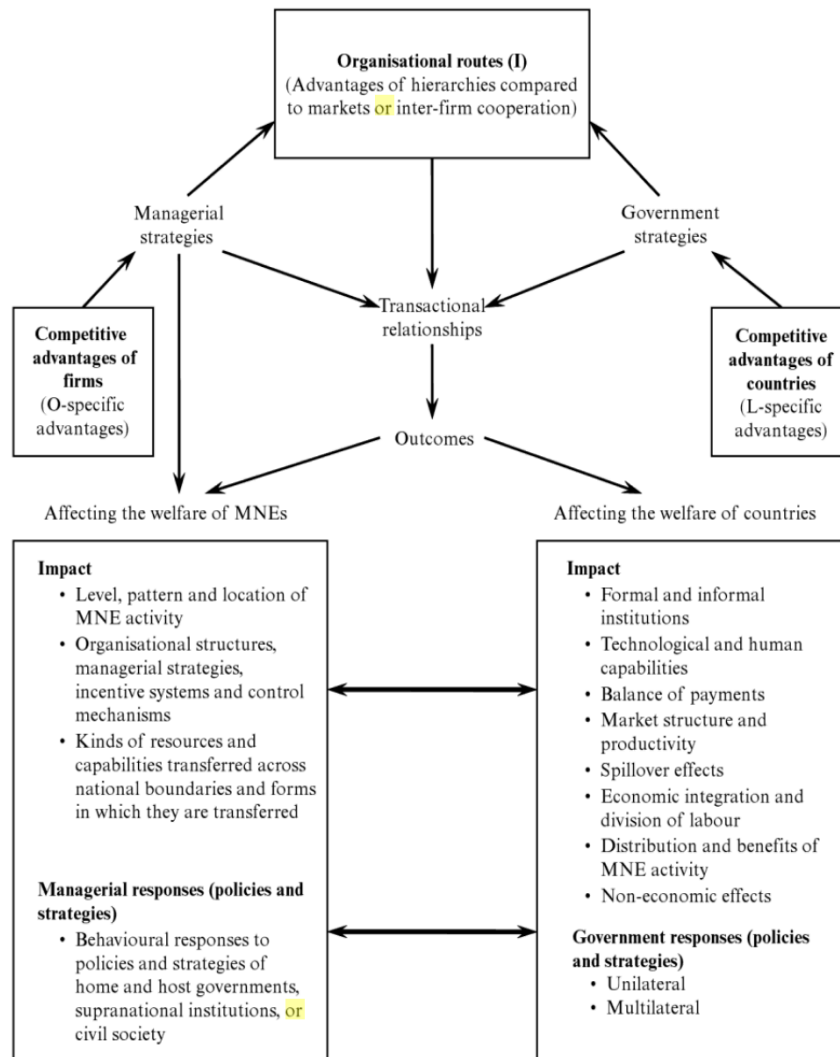 Organisational routes (I)
(Advantages of hierarchies compared
to markets or inter-firm cooperation)
Managerial
strategies
Government
strategies
Transactional
relationships
Competitive
advantages of
firms
(O-specific
advantages)
Competitive
advantages of
countries
(L-specific
advantages)
Outcomes
Affecting the welfare of MNEs
Affecting the welfare of countries
Impact
• Level, pattern and location of
MNE activity
• Organisational structures,
managerial strategies,
incentive systems and control
mechanisms
• Kinds of resources and
capabilities transferred across
national boundaries and forms
in which they are transferred
Managerial responses (policies and
strategies)
• Behavioural responses to
policies and strategies of
home and host governments,
supranational institutions, or
civil society
Impact
• Formal and informal
institutions
• Technological and human
capabilities
• Balance of payments
• Market structure and
productivity
• Spillover effects
• Economic integration and
division of labour
• Distribution and benefits of
MNE activity
• Non-economic effects
Government responses (policies
and strategies)
• Unilateral
• Multilateral